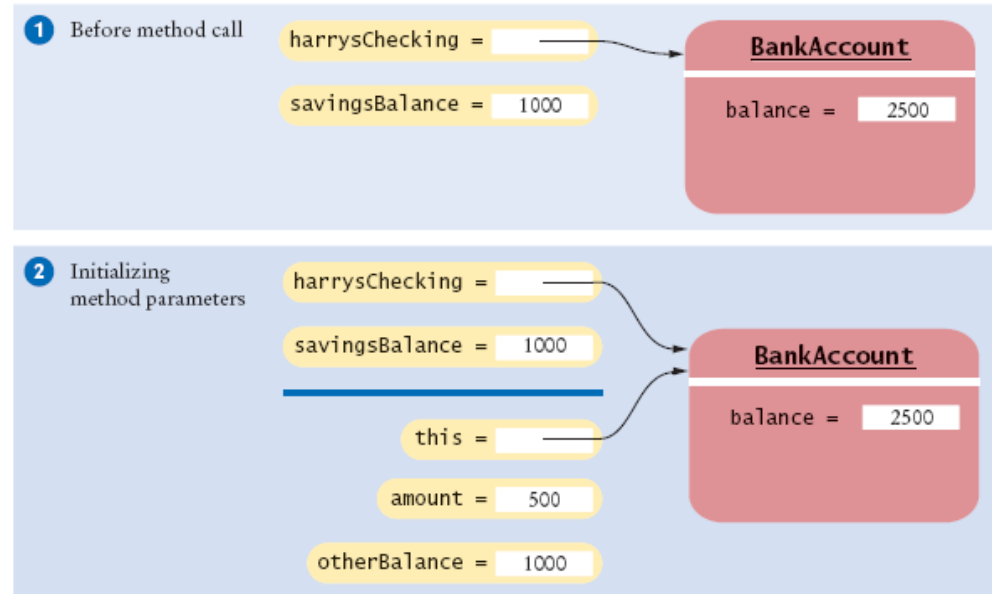 1 Before method call
harrysChecking =
savingsBalance = 1000
BankAccount
balance = 2500
2 Initializing
method parameters
harrysChecking =
savingsBalance = 1000
this =
amount = 500
otherBalance = 1000
BankAccount
balance = 2500